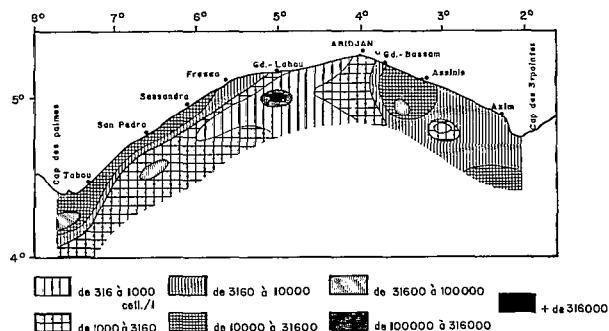 8° 7° 6° 5° 4° 3° 2°
ABIDJAN
Gd.-Lahou
Gd.-Bassam
Fresco
Assinie
Sassandra
Axim
San Pedro
Tabou
Cap des palmes
Cap des 3 pointes
5°
4°
de 316 à 1000
cell./l
de 3160 à 10000
de 31600 à 100000
+ de 316000
de 1000 à 3160
de 10000 à 31600
de 100000 à 316000